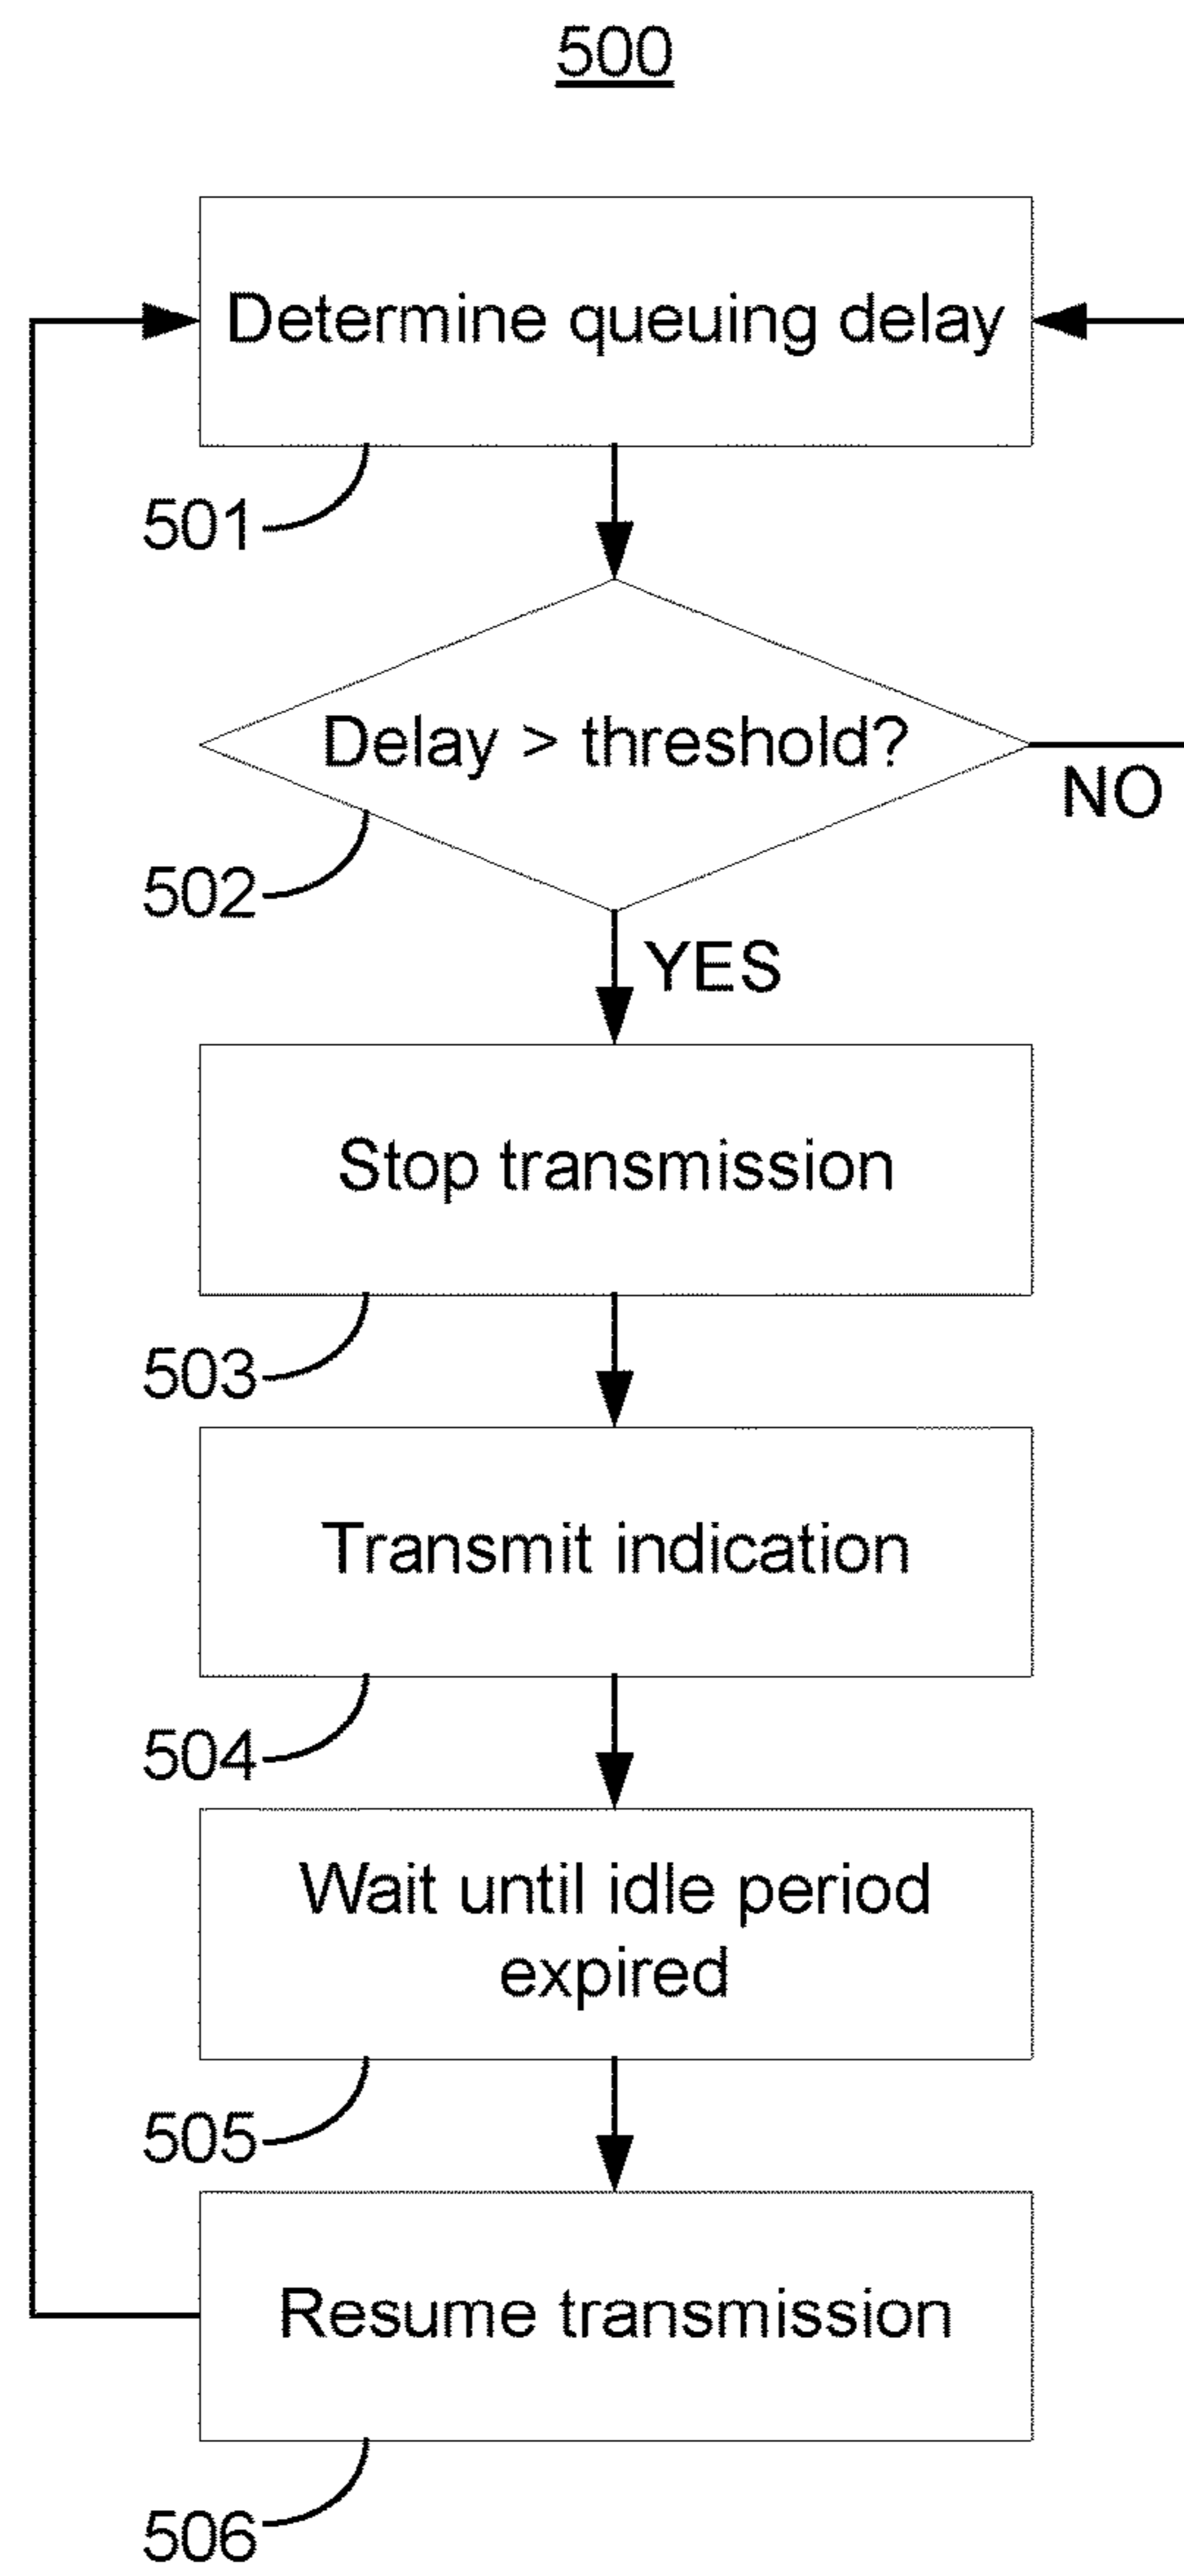 500
Determine queuing delay
501
Delay > threshold?
NO
502
YES
Stop transmission
503
Transmit indication
504
Wait until idle period
expired
505
Resume transmission
506